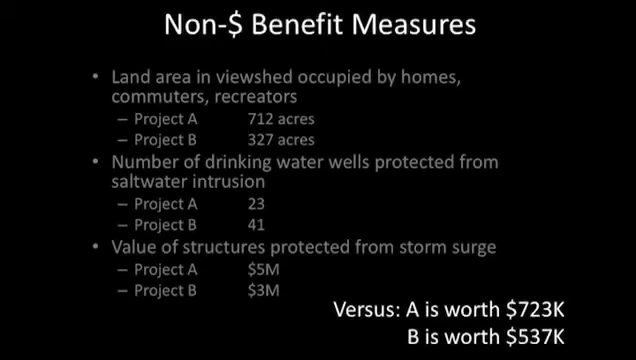 Non-$ Benefit Measures
• Land area in viewshed occupied by homes,
commuters, recreators
– Project A 712 acres
– Project B 327 acres
• Number of drinking water wells protected from
saltwater intrusion
– Project A 23
– Project B 41
• Value of structures protected from storm surge
– Project A $5M
– Project B $3M
Versus: A is worth $723K
B is worth $537K